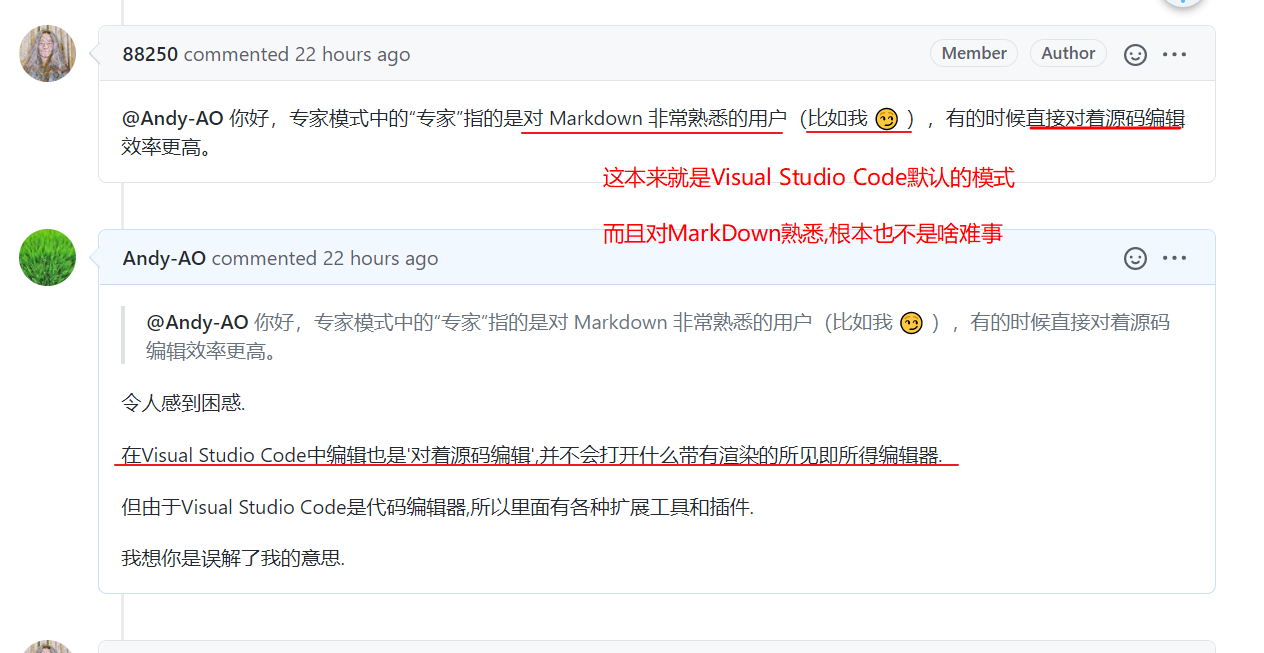 88250 commented 22 hours ago Member Author
@Andy-AO 你好，专家模式中的“专家”指的是对 Markdown 非常熟悉的用户（比如我 😏 ），有的时候直接对着源码编辑
效率更高。
这本来就是Visual Studio Code默认的模式
而且对MarkDown熟悉,根本也不是啥难事
Andy-AO commented 22 hours ago
@Andy-AO 你好，专家模式中的“专家”指的是对 Markdown 非常熟悉的用户（比如我 😏 ），有的时候直接对着源码
编辑效率更高。
令人感到困惑.
在Visual Studio Code中编辑也是'对着源码编辑',并不会打开什么带有渲染的所见即所得编辑器.
但由于Visual Studio Code是代码编辑器,所以里面有各种扩展工具和插件.
我想你是误解了我的意思.